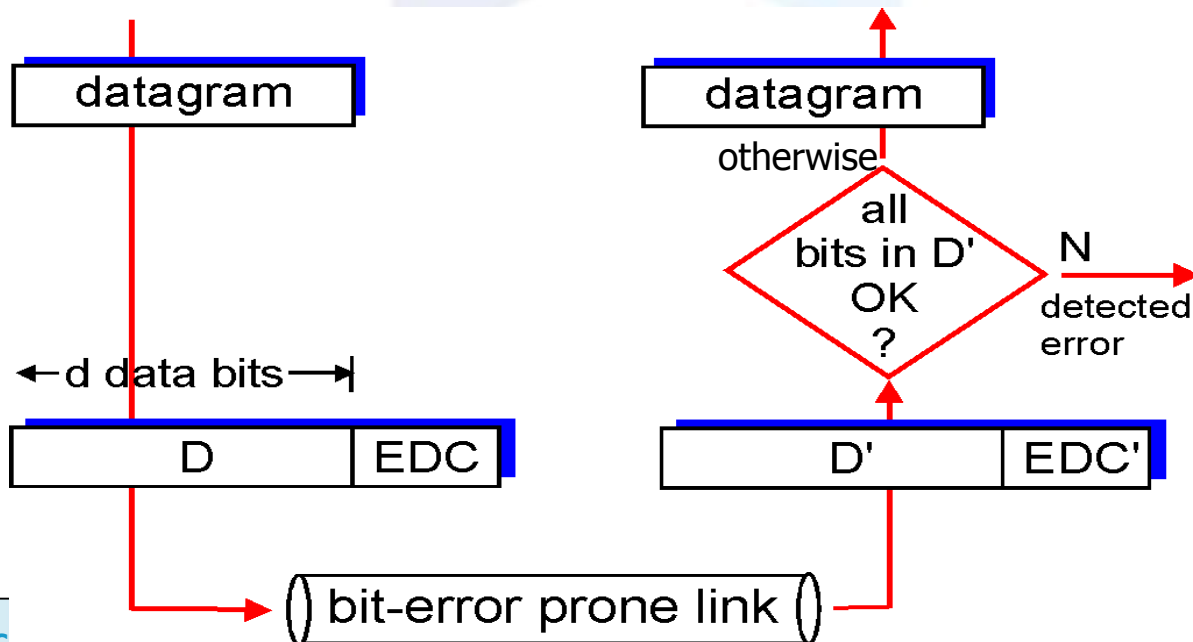 datagram
d data bits
D EDC
bit-error prone link
datagram
otherwise
all
bits in D'
OK
?
N
detected
error
D' EDC'